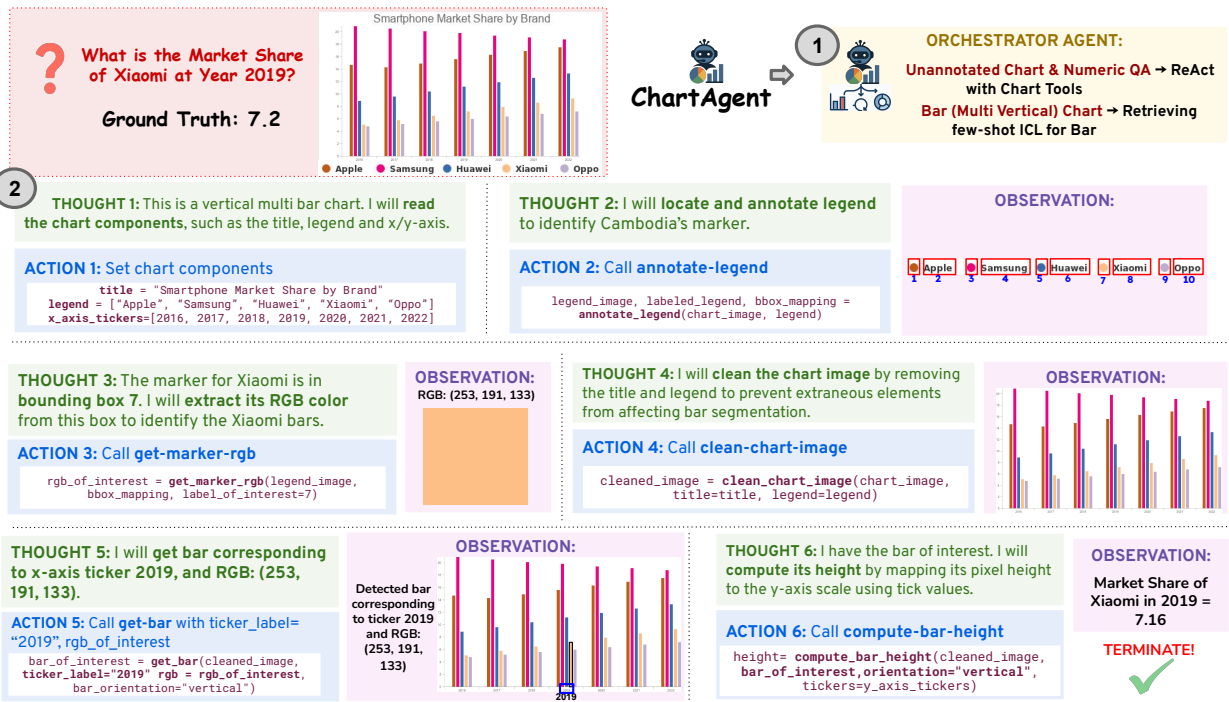 What is the Market Share
of Xiaomi at Year 2019?
Ground Truth: 7.2
Smartphone Market Share by Brand
2016 2017 2018 2019 2020 2021 2022
Apple Samsung Huawei Xiaomi Oppo
ChartAgent
1
ORCHESTRATOR AGENT:
Unannotated Chart & Numeric QA → ReAct
with Chart Tools
Bar (Multi Vertical) Chart → Retrieving
few-shot ICL for Bar
2
THOUGHT 1: This is a vertical multi bar chart. I will read
the chart components, such as the title, legend and x/y-axis.
ACTION 1: Set chart components
title = "Smartphone Market Share by Brand"
legend = ["Apple", "Samsung", "Huawei", "Xiaomi", "Oppo"]
x_axis_tickers=[2016, 2017, 2018, 2019, 2020, 2021, 2022]
THOUGHT 2: I will locate and annotate legend
to identify Cambodia's marker.
ACTION 2: Call annotate-legend
legend_image, labeled_legend, bbox_mapping =
annotate_legend(chart_image, legend)
OBSERVATION:
Apple Samsung Huawei Xiaomi Oppo
1 2 3 4 5 6 7 8 9 10
THOUGHT 3: The marker for Xiaomi is in
bounding box 7. I will extract its RGB color
from this box to identify the Xiaomi bars.
ACTION 3: Call get-marker-rgb
rgb_of_interest = get_marker_rgb(legend_image,
bbox_mapping, label_of_interest=7)
OBSERVATION:
RGB: (253, 191, 133)
THOUGHT 4: I will clean the chart image by removing
the title and legend to prevent extraneous elements
from affecting bar segmentation.
ACTION 4: Call clean-chart-image
cleaned_image = clean_chart_image(chart_image,
title=title, legend=legend)
OBSERVATION:
2016 2017 2018 2019 2020 2021 2022
THOUGHT 5: I will get bar corresponding
to x-axis ticker 2019, and RGB: (253,
191, 133).
ACTION 5: Call get-bar with ticker_label=
"2019", rgb_of_interest
bar_of_interest = get_bar(cleaned_image,
ticker_label="2019" rgb = rgb_of_interest,
bar_orientation="vertical")
OBSERVATION:
Detected bar
corresponding
to ticker 2019
and RGB:
(253, 191,
133)
2019
THOUGHT 6: I have the bar of interest. I will
compute its height by mapping its pixel height
to the y-axis scale using tick values.
ACTION 6: Call compute-bar-height
height= compute_bar_height(cleaned_image,
bar_of_interest,orientation="vertical",
tickers=y_axis_tickers)
OBSERVATION:
Market Share of
Xiaomi in 2019 =
7.16
TERMINATE!